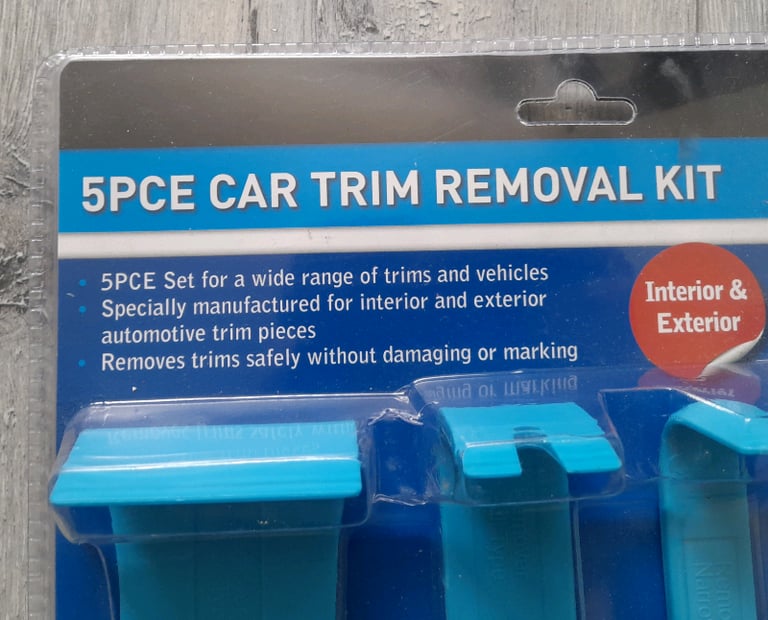 5PCE CAR TRIM REMOVAL KIT
• 5PCE Set for a wide range of trims and vehicles
• Specially manufactured for interior and exterior
automotive trim pieces
• Removes trims safely without damaging or marking
Interior &
Exterior